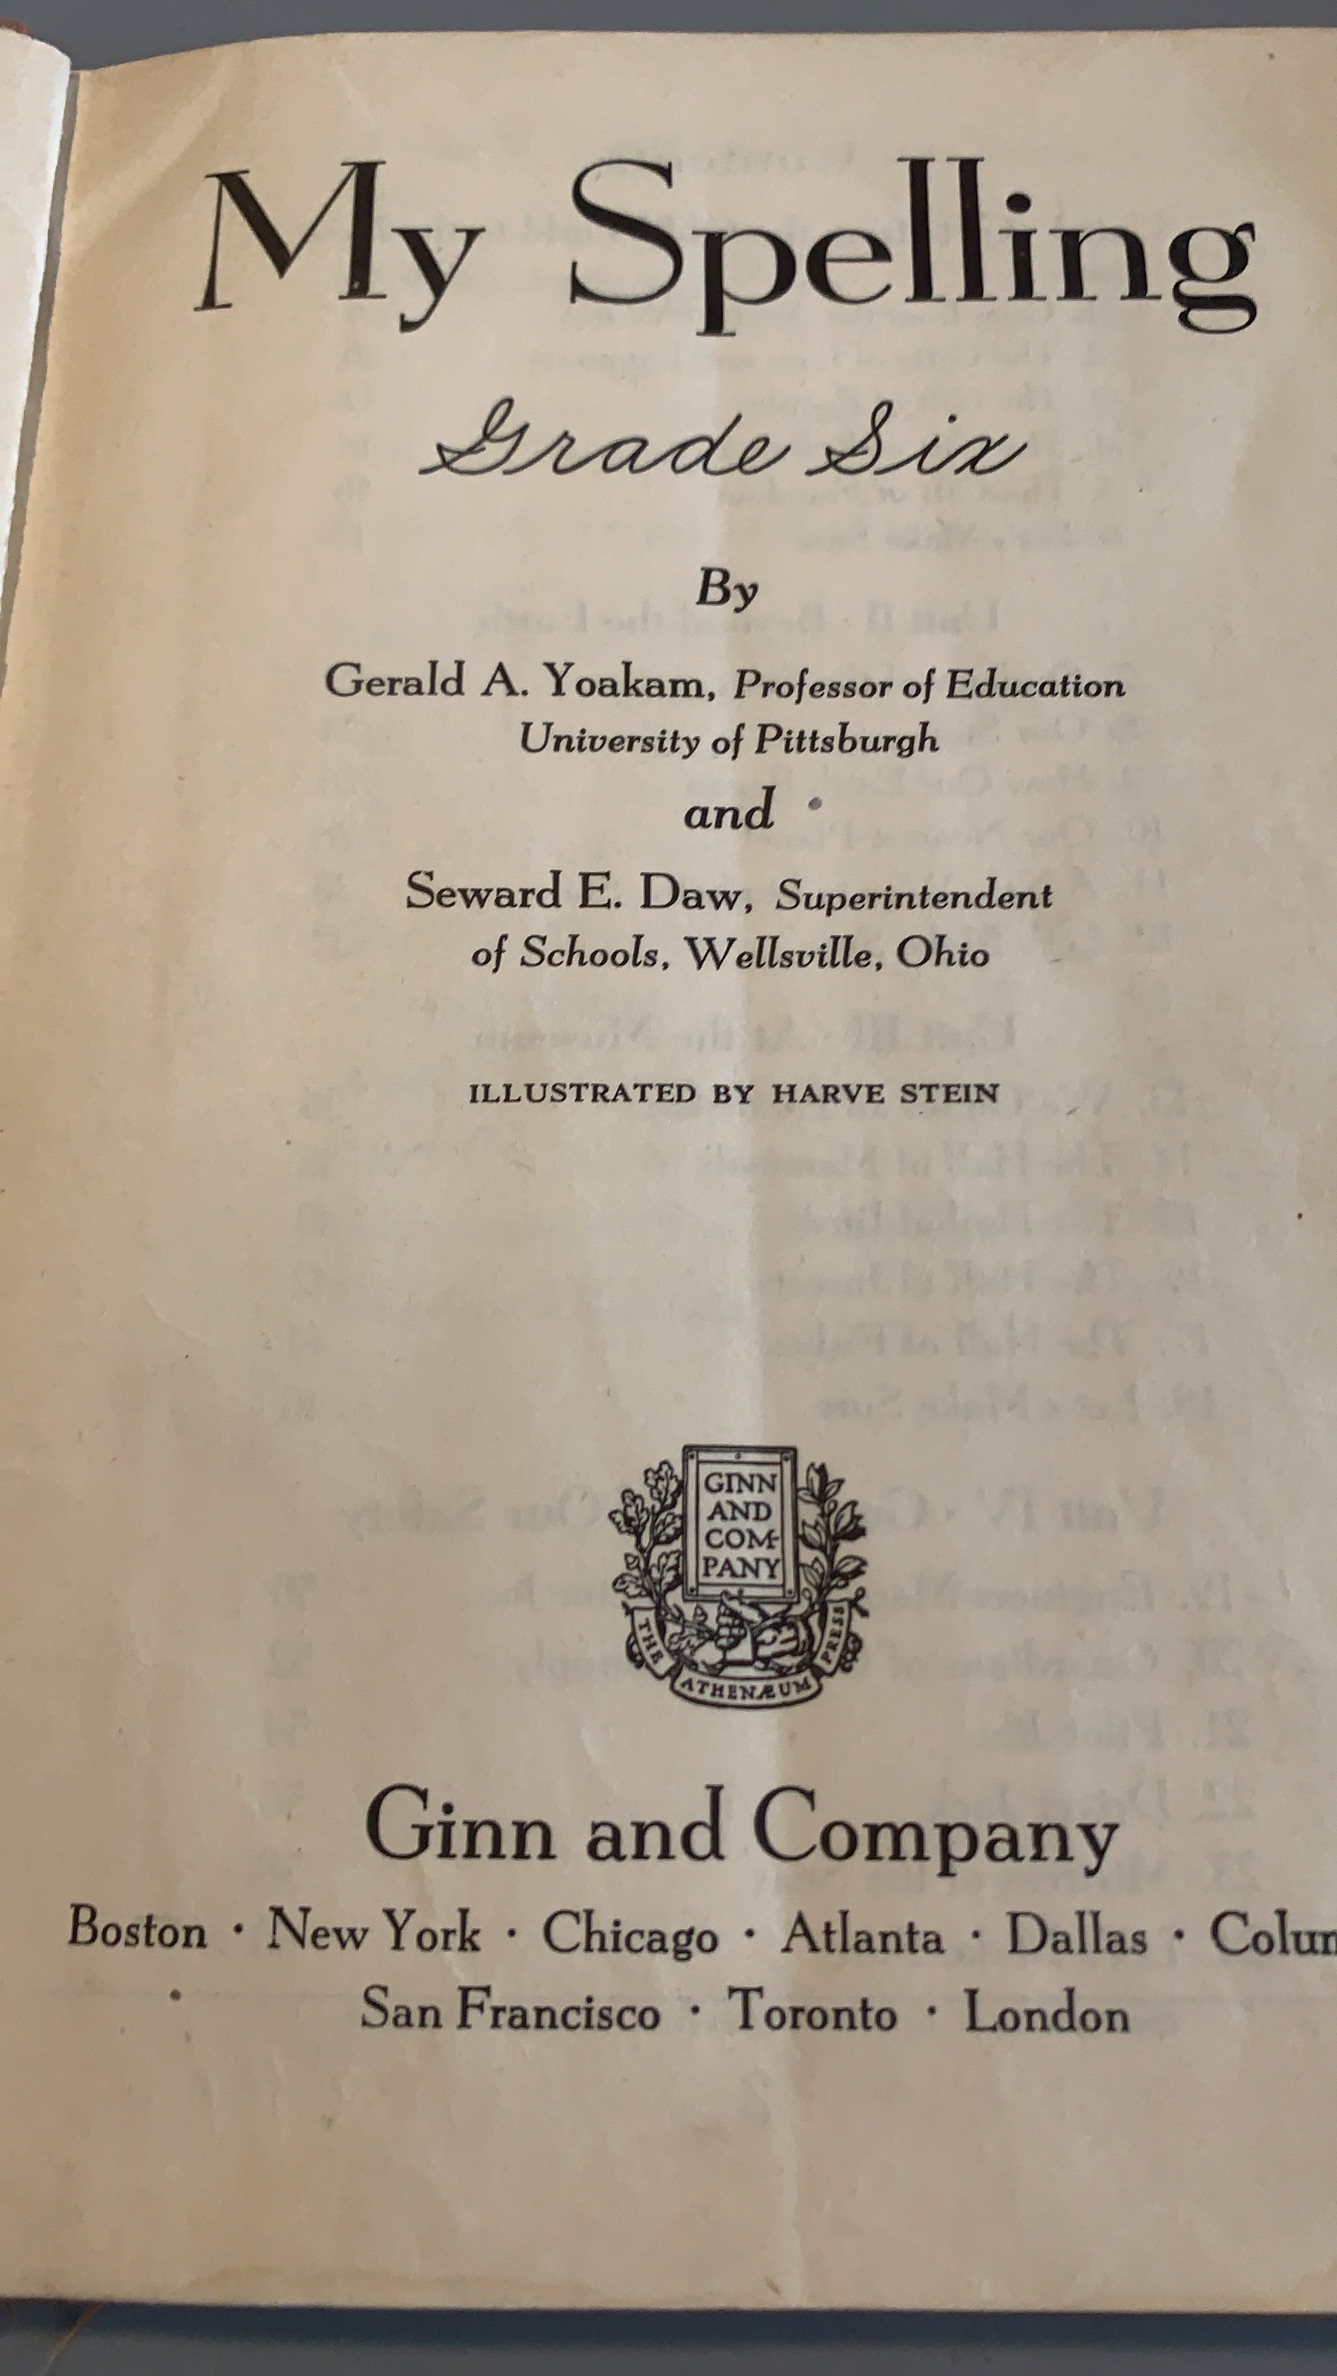 My Spelling
Grade Six
By
Gerald A. Yoakam, Professor of Education
University of Pittsburgh
and
Seward E. Daw, Superintendent
of Schools, Wellsville, Ohio
ILLUSTRATED BY HARVE STEIN
GINN
AND
COM-
PANY
THE ATHENÆUM PRESS
Ginn and Company
Boston · New York · Chicago · Atlanta · Dallas ·
San Francisco · Toronto · London